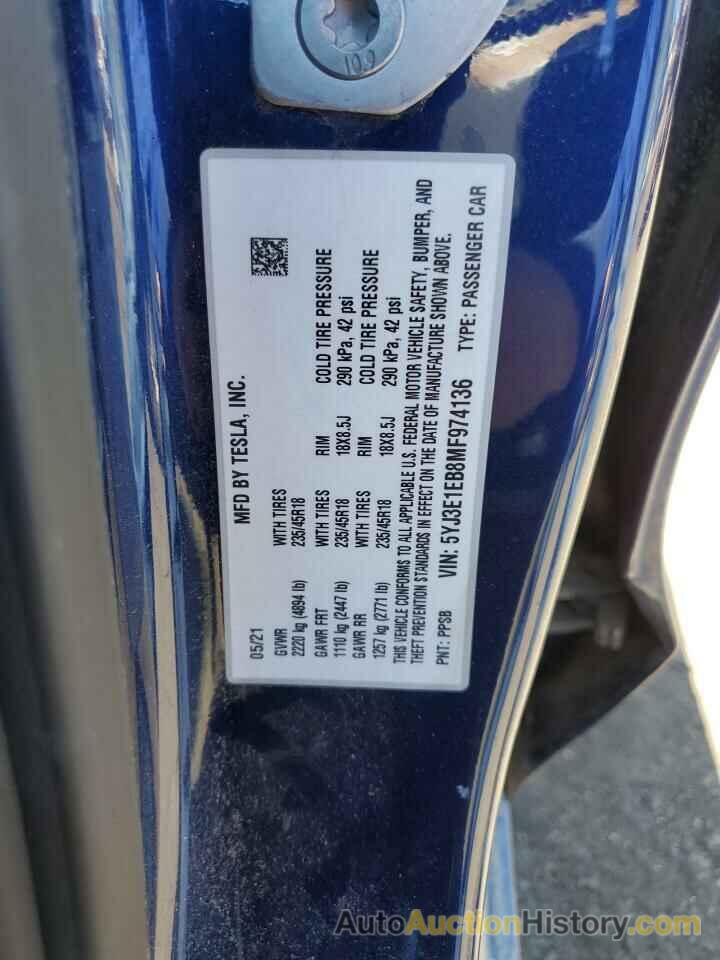 10.9
MFD BY TESLA, INC.
05/21
GVWR WITH TIRES
2220 kg (4894 lb) 235/45R18
GAWR FRT WITH TIRES RIM COLD TIRE PRESSURE
1110 kg (2447 lb) 235/45R18 18X8.5J 290 kPa, 42 psi
GAWR RR WITH TIRES RIM COLD TIRE PRESSURE
1257 kg (2771 lb) 235/45R18 18X8.5J 290 kPa, 42 psi
THIS VEHICLE CONFORMS TO ALL APPLICABLE U.S. FEDERAL MOTOR VEHICLE SAFETY, BUMPER, AND
THEFT PREVENTION STANDARDS IN EFFECT ON THE DATE OF MANUFACTURE SHOWN ABOVE.
PNT: PPSB VIN: 5YJ3E1EB8MF974136 TYPE: PASSENGER CAR
AutoAuctionHistory.com